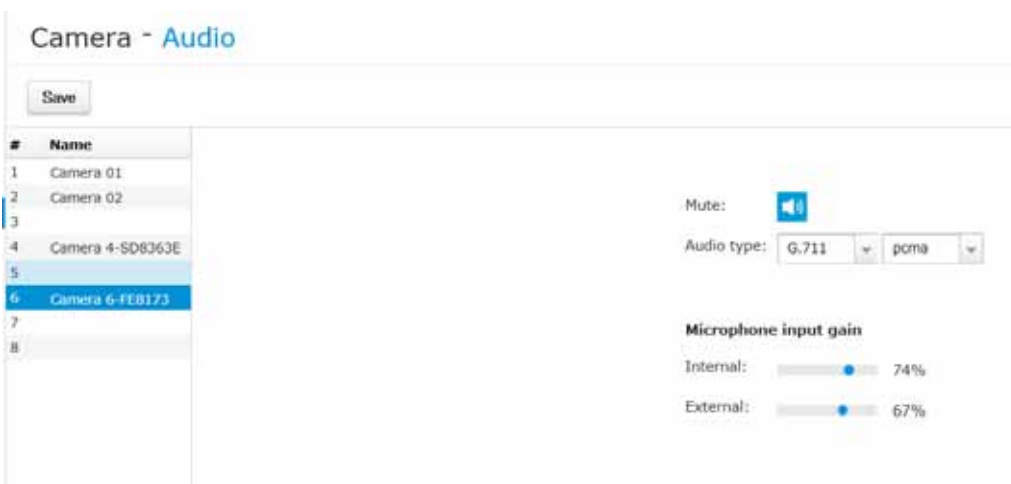 Camera - Audio
Save
# Name
1 Camera 01
2 Camera 02
3
4 Camera 4-SD8363E
5
6 Camera 6-FE8173
7
8
Mute:
Audio type: G.711 pcma
Microphone input gain
Internal: 74%
External: 67%